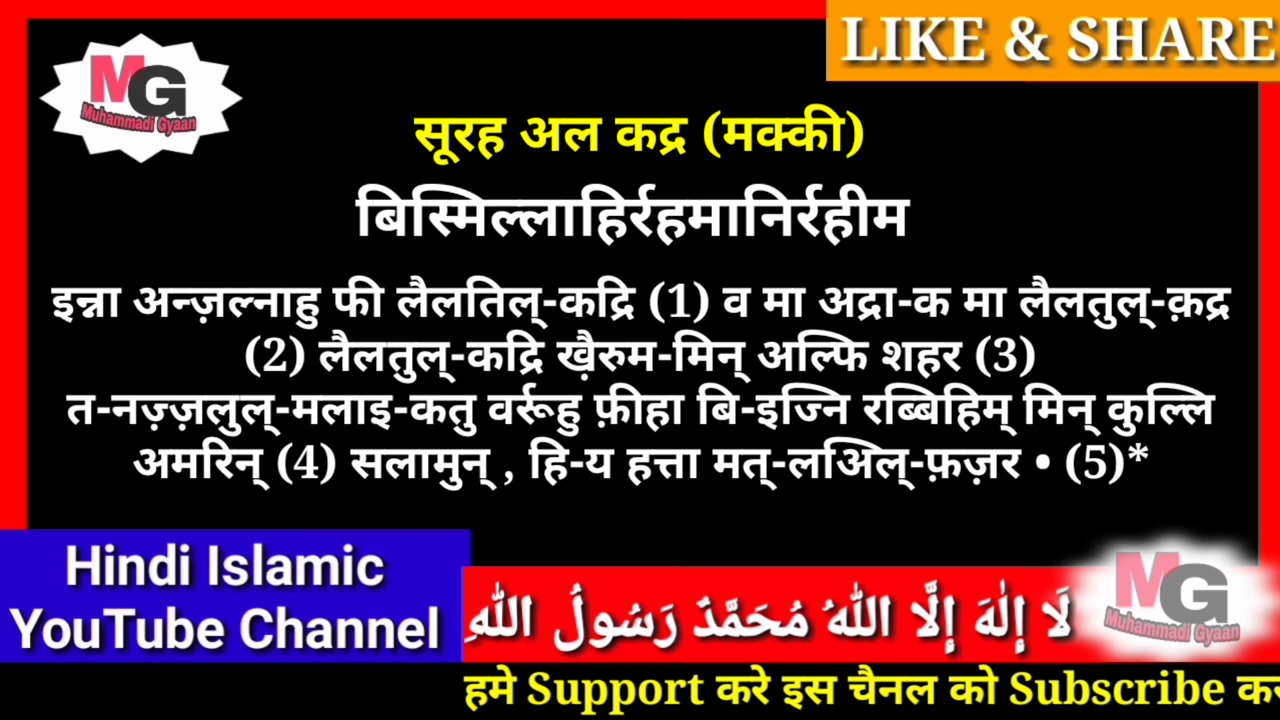 LIKE & SHARE
MG
Muhammadi Gyaan
सूरह अल कद्र (मक्की)
बिस्मिल्लाहिर्रहमानिर्रहीम
इन्ना अन्ज़ल्नाहु फी लैलतिल्-कद्रि (1) व मा अद्रा-क मा लैलतुल्-क़द्र
(2) लैलतुल्-कद्रि ख़ैरुम-मिन् अल्फि शहर (3)
त-नज़्ज़लुल्-मलाइ-कतु वर्रूहु फ़ीहा बि-इज्नि रब्बिहिम् मिन् कुल्लि
अमरिन् (4) सलामुन् , हि-य हत्ता मत्-लअिल्-फ़ज़र • (5)*
Hindi Islamic
YouTube Channel
لَا إِلٰهَ إِلَّا اللّٰهُ مُحَمَّدٌ رَسُولُ اللّٰهِ
MG
Muhammadi Gyaan
हमे Support करे इस चैनल को Subscribe